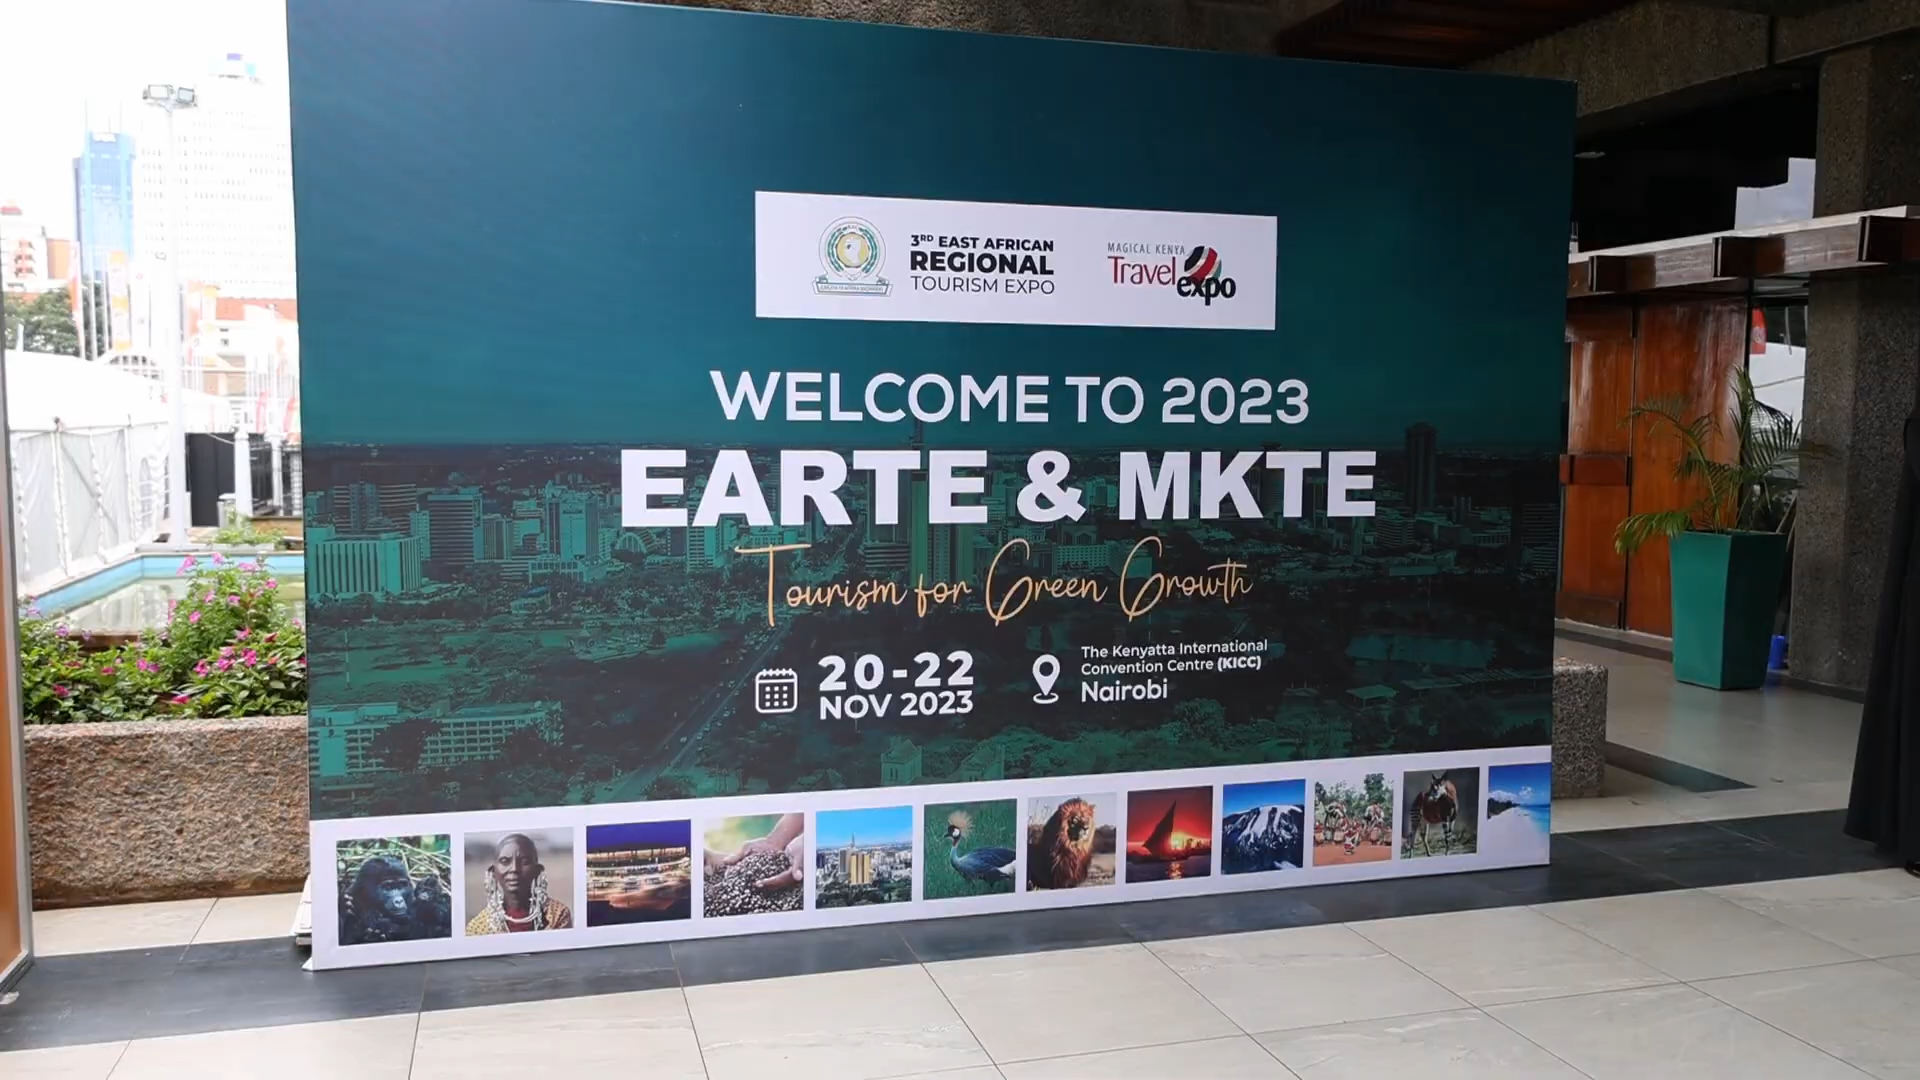 3RD EAST AFRICAN
REGIONAL
TOURISM EXPO
MAGICAL KENYA
Travel
expo
WELCOME TO 2023
EARTE & MKTE
Tourism for Green Growth
20-22
NOV 2023
The Kenyatta International
Convention Centre (KICC)
Nairobi